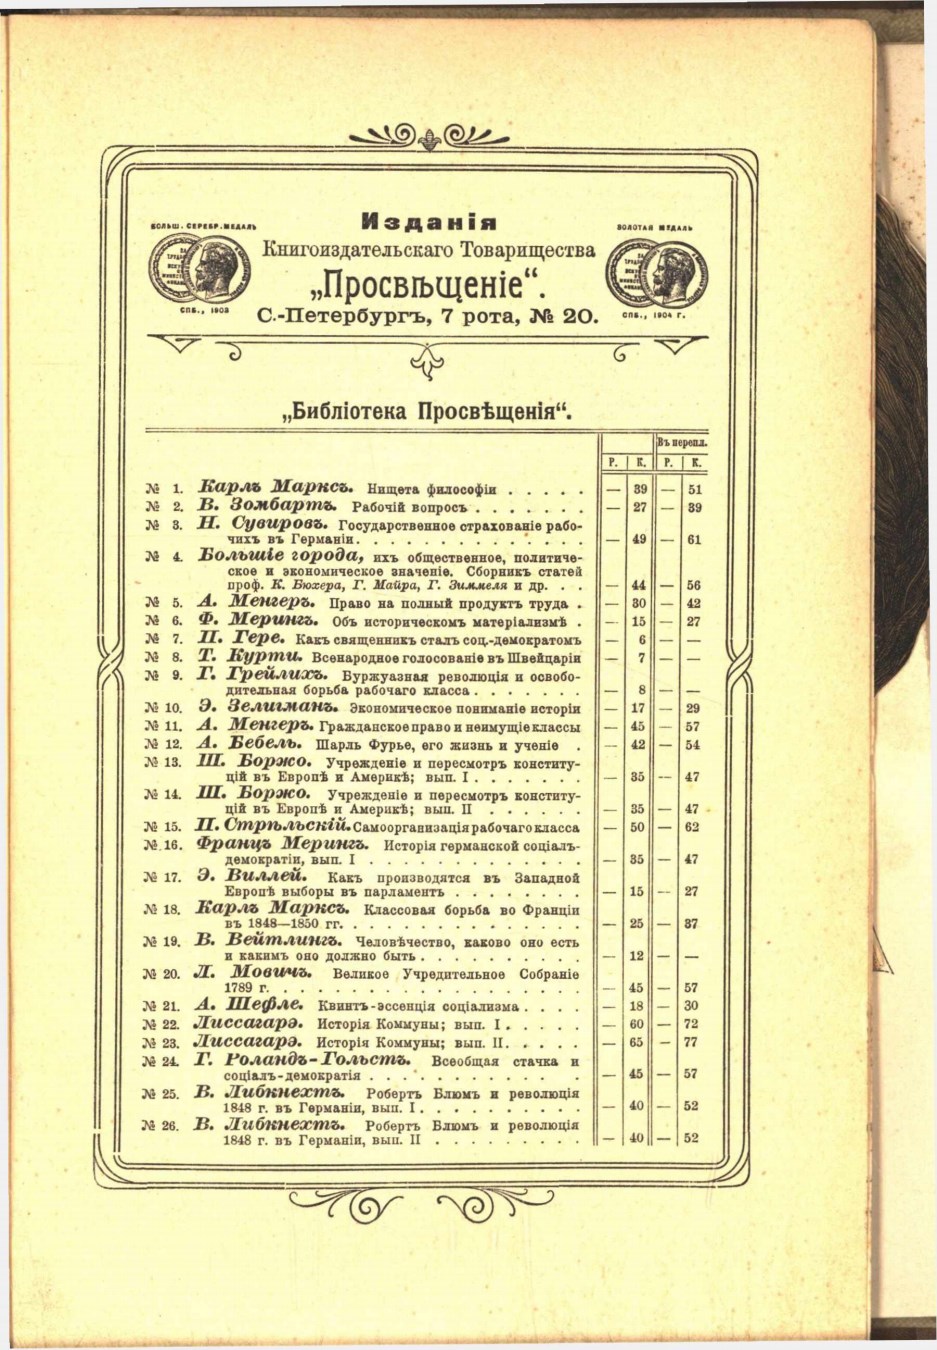 Изданія
Книгоиздательскаго Товарищества
„Просвѣщеніе“.
С.-Петербургъ, 7 рота, № 20.
БОЛЬШ. СЕРЕБР. МЕДАЛЬ
СПБ., 1903
ЗОЛОТАЯ МЕДАЛЬ
СПБ., 1904 г.
„Библіотека Просвѣщенія“.
Въ перепл.
Р. К. Р. К.
№ 1. Карлъ Марксъ. Нищета философіи . . . . . — 39 — 51
№ 2. В. Зомбартъ. Рабочій вопросъ . . . . . . . — 27 — 39
№ 3. Н. Сувировъ. Государственное страхованіе рабо-
чихъ въ Германіи. . . . . . . . . . . . . — 49 — 61
№ 4. Большіе города, ихъ общественное, политиче-
ское и экономическое значеніе. Сборникъ статей
проф. К. Бюхера, Г. Майра, Г. Зиммеля и др. . . — 44 — 56
№ 5. А. Менгеръ. Право на полный продуктъ труда . — 30 — 42
№ 6. Ф. Мерингъ. Объ историческомъ матеріализмѣ . — 15 — 27
№ 7. П. Гере. Какъ священникъ сталъ соц.-демократомъ — 6 — —
№ 8. Т. Курти. Всенародное голосованіе въ Швейцаріи — 7 — —
№ 9. Г. Грейлихъ. Буржуазная революція и освобо-
дительная борьба рабочаго класса . . . . . . . — 8 — —
№ 10. Э. Зелигманъ. Экономическое пониманіе исторіи — 17 — 29
№ 11. А. Менгеръ. Гражданское право и неимущіе классы — 45 — 57
№ 12. А. Бебель. Шарль Фурье, его жизнь и ученіе . — 42 — 54
№ 13. Ш. Боржо. Учрежденіе и пересмотръ конститу-
цій въ Европѣ и Америкѣ; вып. I . . . . . . . — 35 — 47
№ 14. Ш. Боржо. Учрежденіе и пересмотръ конститу-
цій въ Европѣ и Америкѣ; вып. II . . . . . . — 35 — 47
№ 15. П. Стрѣльскій. Самоорганизація рабочаго класса — 50 — 62
№ 16. Францъ Мерингъ. Исторія германской соціалъ-
демократіи, вып. I . . . . . . . . . . . . — 35 — 47
№ 17. Э. Виллей. Какъ производятся въ Западной
Европѣ выборы въ парламентъ . . . . . . . . — 15 — 27
№ 18. Карлъ Марксъ. Классовая борьба во Франціи
въ 1848—1850 гг. . . . . . . . . . . . . . — 25 — 37
№ 19. В. Вейтлингъ. Человѣчество, каково оно есть
и какимъ оно должно быть . . . . . . . . . . — 12 — —
№ 20. Л. Мовичъ. Великое Учредительное Собраніе
1789 г. . . . . . . . . . . . . . . . . . . — 45 — 57
№ 21. А. Шефле. Квинтъ-эссенція соціализма . . . . — 18 — 30
№ 22. Лиссагарэ. Исторія Коммуны; вып. I . . . . . — 60 — 72
№ 23. Лиссагарэ. Исторія Коммуны; вып. II. . . . . — 65 — 77
№ 24. Г. Роландъ-Гольстъ. Всеобщая стачка и
соціалъ-демократія . . . . . . . . . . . . — 45 — 57
№ 25. В. Либкнехтъ. Робертъ Блюмъ и революція
1848 г. въ Германіи, вып. I . . . . . . . . . . — 40 — 52
№ 26. В. Либкнехтъ. Робертъ Блюмъ и революція
1848 г. въ Германіи, вып. II . . . . . . . . . — 40 — 52